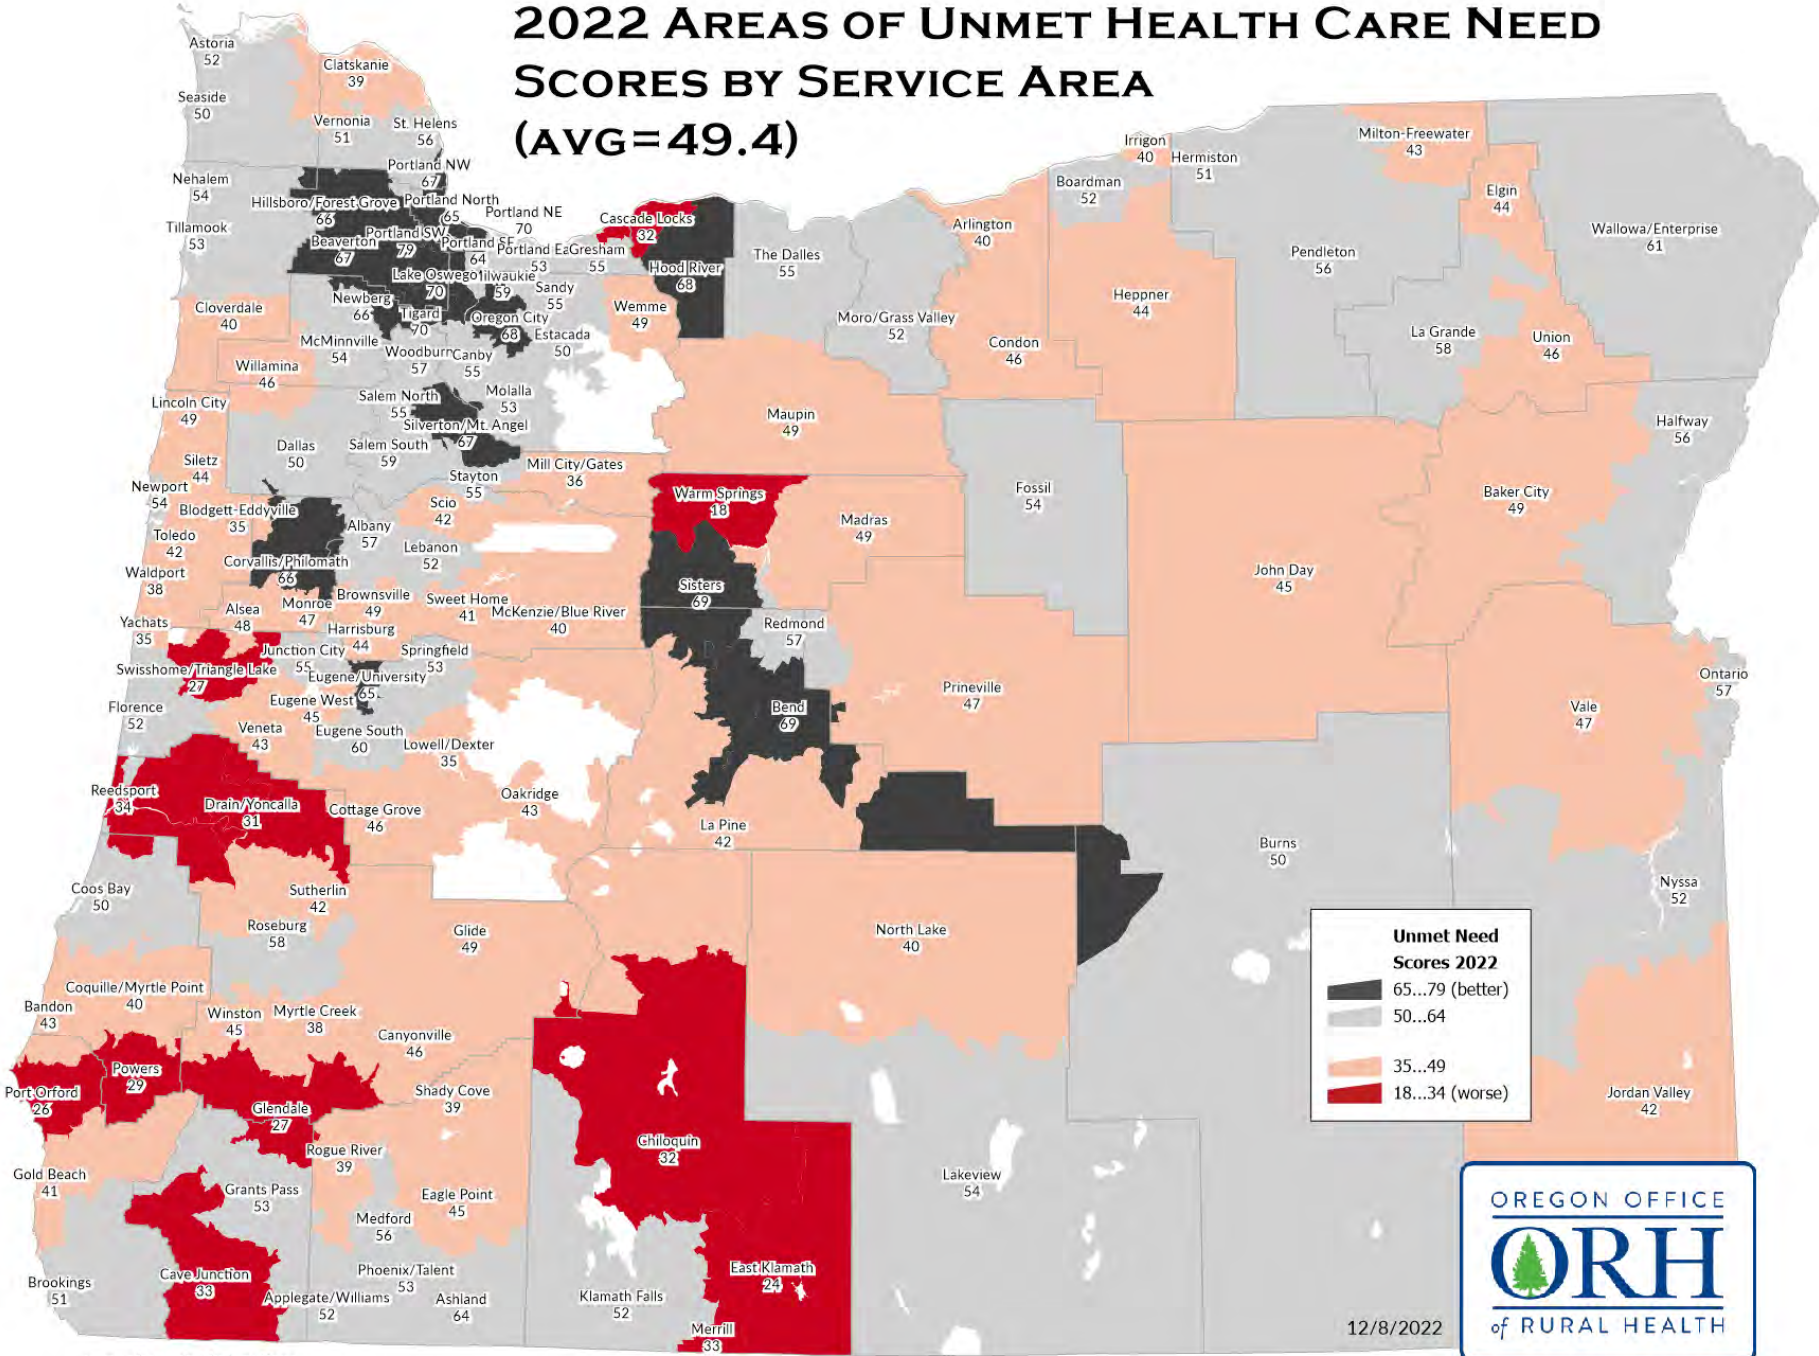 2022 AREAS OF UNMET HEALTH CARE NEED
SCORES BY SERVICE AREA
(AVG=49.4)
Astoria
52
Clatskanie
39
Seaside
50
Vernonia
51
St. Helens
56
Portland NW
67
Nehalem
54
Hillsboro/Forest Grove
66
Portland North
65
Portland NE
70
Tillamook
53
Beaverton
67
Portland SW
79
Portland SE
64
Portland Ea
53
Gresham
55
Cascade Locks
32
Hood River
68
The Dalles
55
Lake Oswego
70
ilwaukie
59
Sandy
55
Newberg
66
Tigard
70
Oregon City
68
Estacada
50
Wemme
49
Cloverdale
40
McMinnville
54
Woodburn
57
Canby
55
Willamina
46
Molalla
53
Lincoln City
49
Salem North
55
Silverton/Mt. Angel
67
Dallas
50
Salem South
59
Siletz
44
Stayton
55
Mill City/Gates
36
Newport
54
Blodgett-Eddyville
35
Scio
42
Toledo
42
Albany
57
Lebanon
52
Waldport
38
Corvallis/Philomath
66
Alsea
48
Monroe
47
Brownsville
49
Sweet Home
41
McKenzie/Blue River
40
Yachats
35
Harrisburg
44
Junction City
55
Springfield
53
Swisshome/Triangle Lake
27
Eugene/University
65
Florence
52
Eugene West
45
Veneta
43
Eugene South
60
Lowell/Dexter
35
Reedsport
34
Drain/Yoncalla
31
Cottage Grove
46
Oakridge
43
Irrigon
40
Hermiston
51
Milton-Freewater
43
Boardman
52
Elgin
44
Arlington
40
Wallowa/Enterprise
61
Pendleton
56
Heppner
44
Moro/Grass Valley
52
Condon
46
La Grande
58
Union
46
Maupin
49
Halfway
56
Warm Springs
18
Madras
49
Fossil
54
Baker City
49
John Day
45
Sisters
69
Redmond
57
Prineville
47
Bend
69
Ontario
57
Vale
47
La Pine
42
Burns
50
Nyssa
52
Coos Bay
50
Sutherlin
42
Roseburg
58
Glide
49
North Lake
40
Coquille/Myrtle Point
40
Bandon
43
Winston
45
Myrtle Creek
38
Canyonville
46
Port Orford
26
Powers
29
Shady Cove
39
Glendale
27
Rogue River
39
Chiloquin
32
Gold Beach
41
Grants Pass
53
Eagle Point
45
Medford
56
Lakeview
54
Jordan Valley
42
Brookings
51
Cave Junction
33
Phoenix/Talent
53
Applegate/Williams
52
Ashland
64
Klamath Falls
52
East Klamath
24
Merrill
33
Unmet Need
Scores 2022
65...79 (better)
50...64
35...49
18...34 (worse)
12/8/2022
OREGON OFFICE
ORH
of RURAL HEALTH